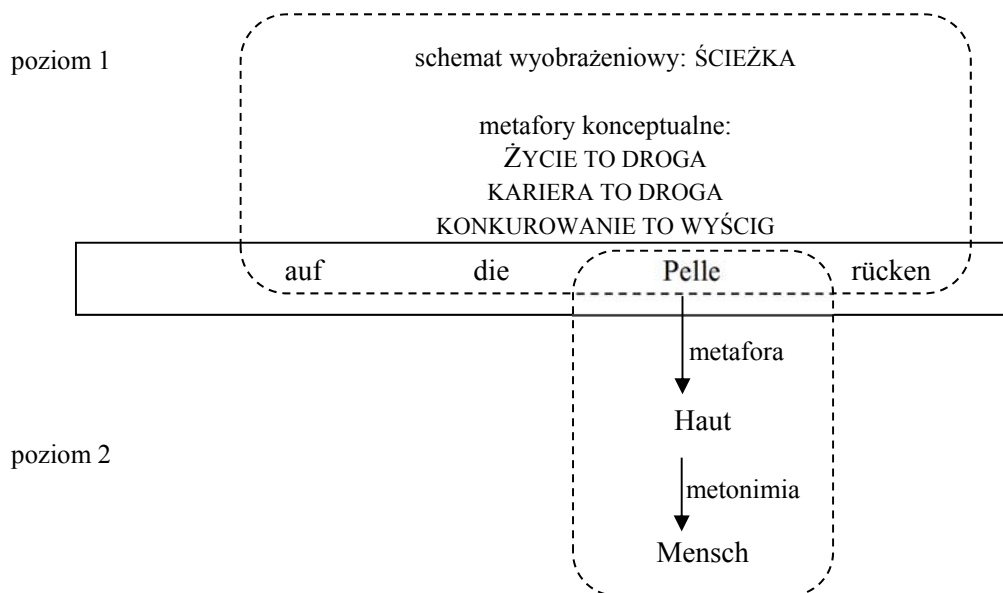 poziom 1
schemat wyobrażeniowy: ŚCIEŻKA
metafory konceptualne:
ŻYCIE TO DROGA
KARIERA TO DROGA
KONKUROWANIE TO WYŚCIG
auf die Pelle rücken
metafora
Haut
poziom 2
metonimia
Mensch